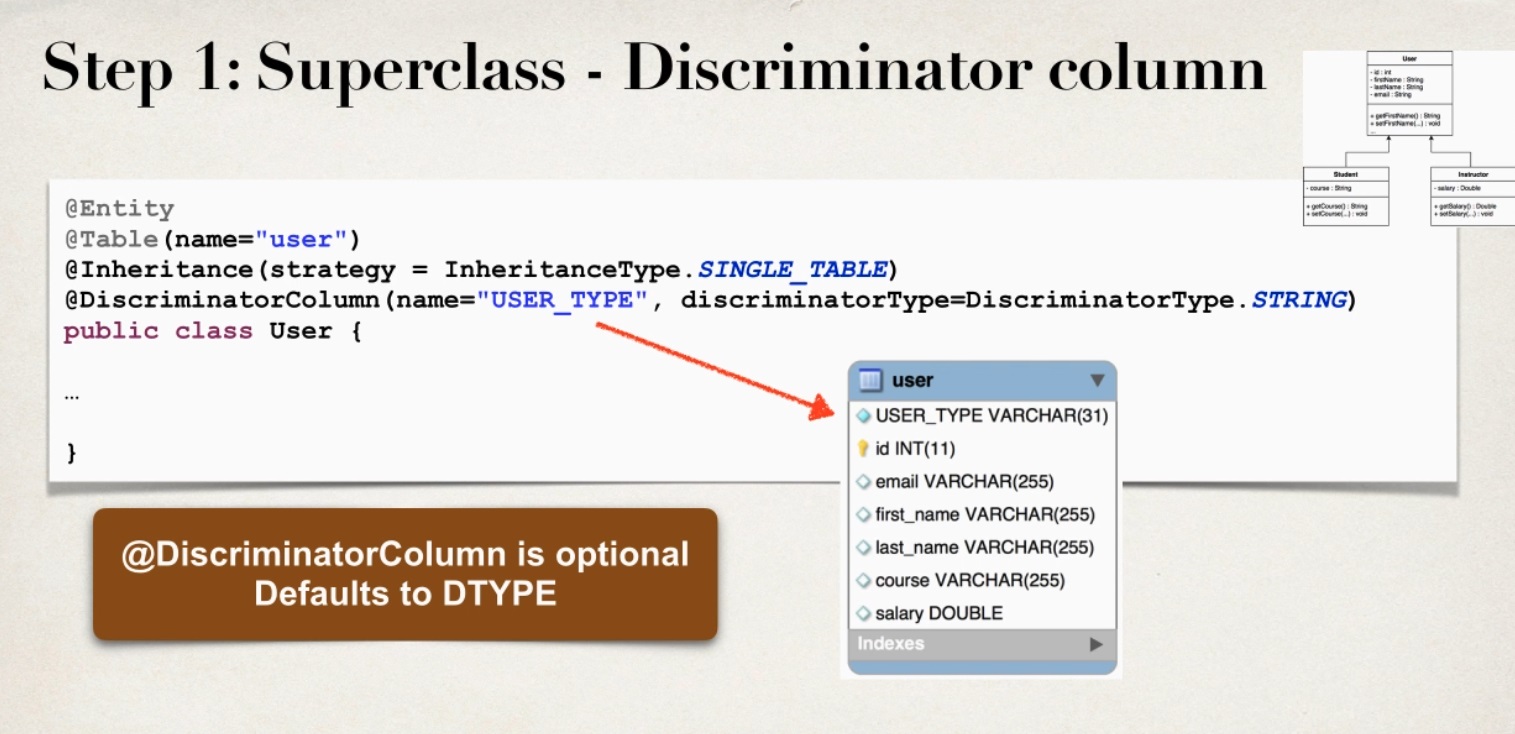 Step 1: Superclass - Discriminator column
User
- id : int
- firstName : String
- lastName : String
- email : String
+ getFirstName() : String
+ setFirstName(...) : void
...
Student
- course : String
+ getCourse() : String
+ setCourse(...) : void
Instructor
- salary : Double
+ getSalary() : Double
+ setSalary(...) : void
@Entity
@Table(name="user")
@Inheritance(strategy = InheritanceType.SINGLE_TABLE)
@DiscriminatorColumn(name="USER_TYPE", discriminatorType=DiscriminatorType.STRING)
public class User {
...
}
user
USER_TYPE VARCHAR(31)
id INT(11)
email VARCHAR(255)
first_name VARCHAR(255)
last_name VARCHAR(255)
course VARCHAR(255)
salary DOUBLE
Indexes
@DiscriminatorColumn is optional
Defaults to DTYPE